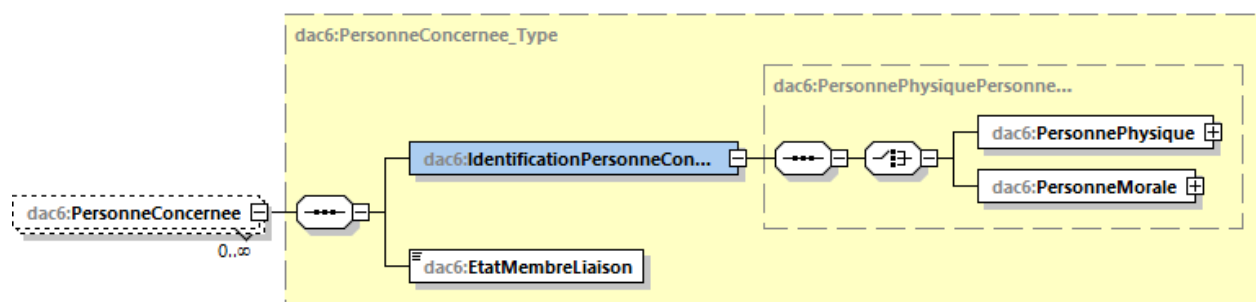 dac6:PersonneConcernee_Type
dac6:PersonnePhysiquePersonne...
dac6:PersonnePhysique
dac6:IdentificationPersonneCon...
dac6:PersonneMorale
dac6:PersonneConcernee
0..∞
dac6:EtatMembreLiaison